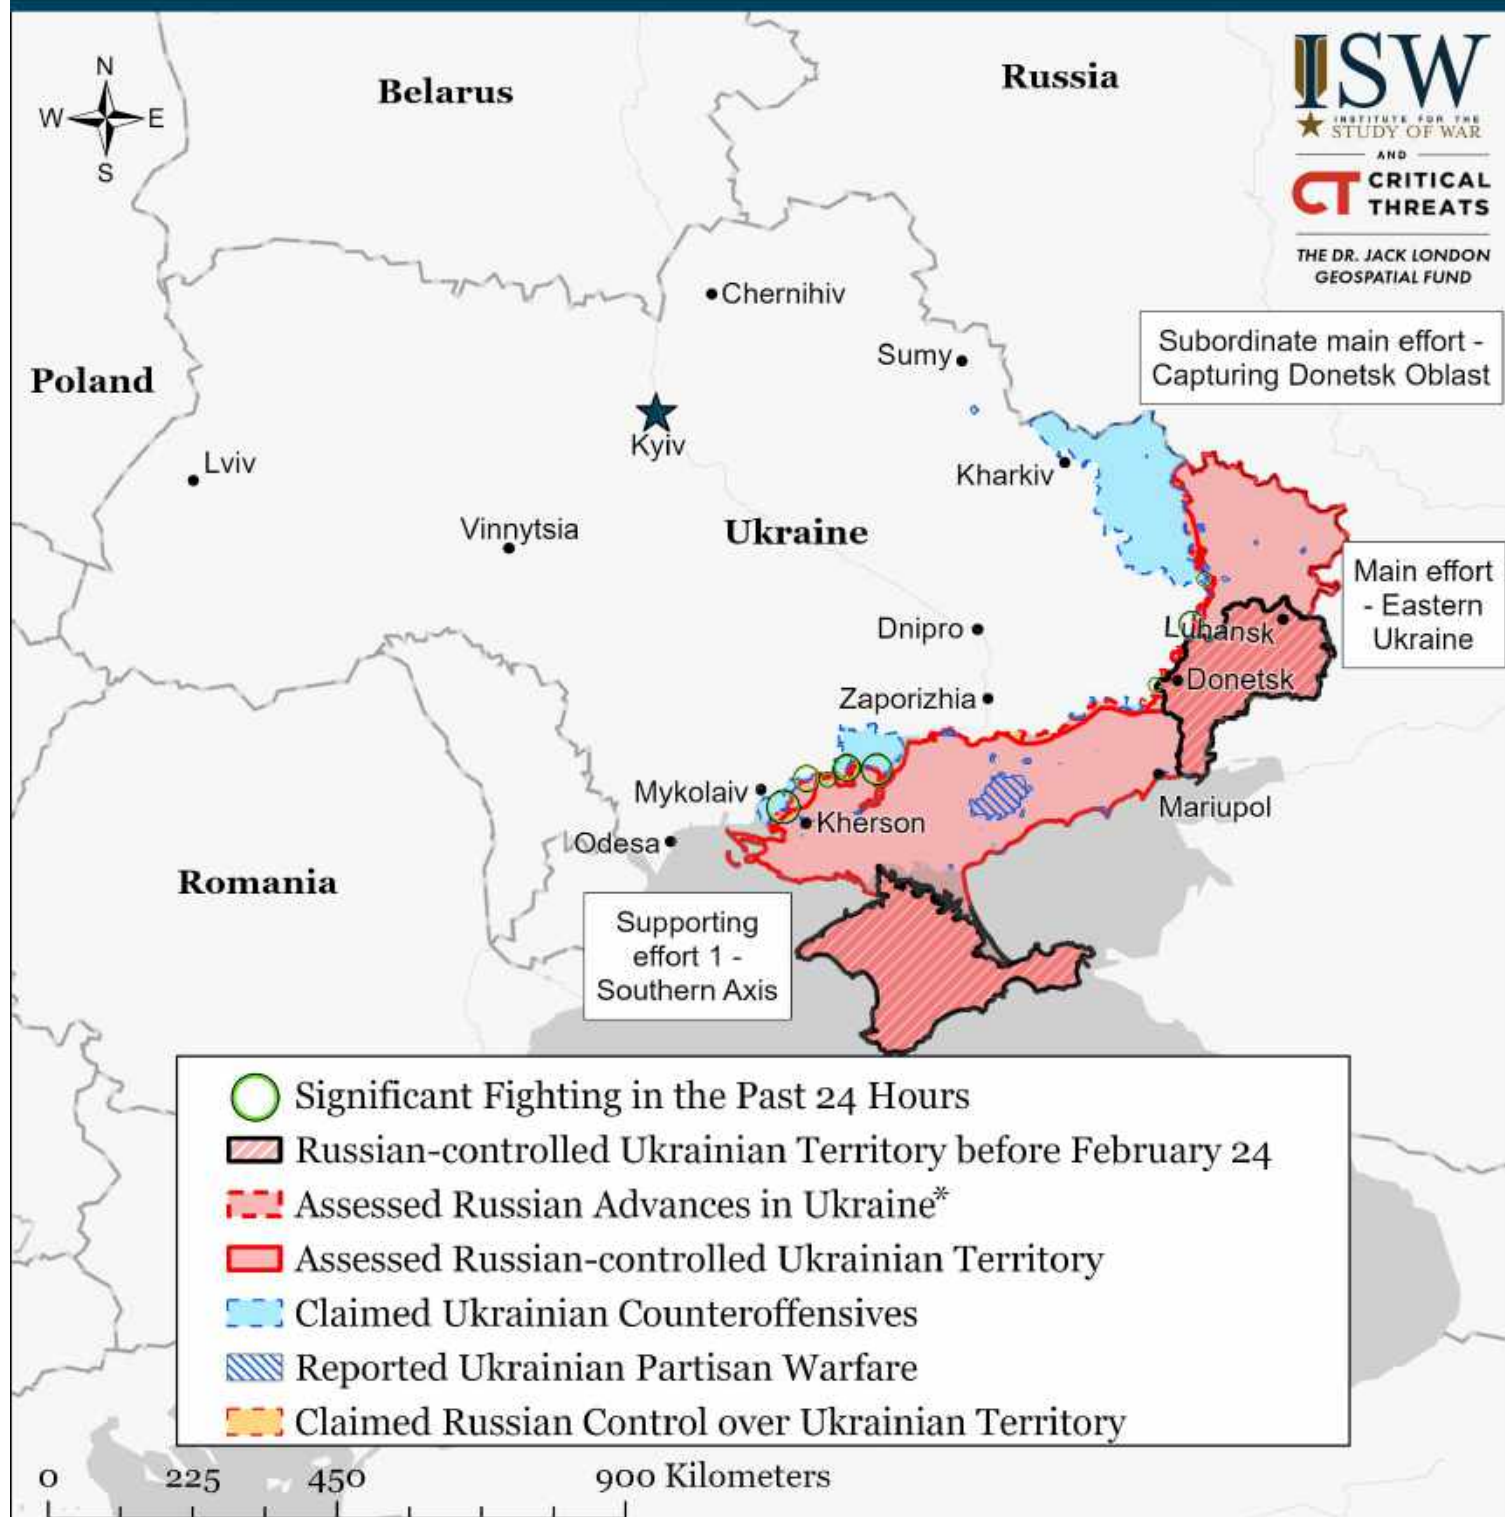 N
W
E
S
Belarus
Russia
ISW
INSTITUTE FOR THE
STUDY OF WAR
AND
CT CRITICAL
THREATS
THE DR. JACK LONDON
GEOSPATIAL FUND
Chernihiv
Subordinate main effort -
Capturing Donetsk Oblast
Sumy
Poland
Kyiv
Lviv
Kharkiv
Vinnytsia
Ukraine
Main effort
- Eastern
Ukraine
Dnipro
Luhansk
Donetsk
Zaporizhia
Mykolaiv
Mariupol
Kherson
Odesa
Romania
Supporting
effort 1 -
Southern Axis
Significant Fighting in the Past 24 Hours
Russian-controlled Ukrainian Territory before February 24
Assessed Russian Advances in Ukraine*
Assessed Russian-controlled Ukrainian Territory
Claimed Ukrainian Counteroffensives
Reported Ukrainian Partisan Warfare
Claimed Russian Control over Ukrainian Territory
0 225 450 900 Kilometers